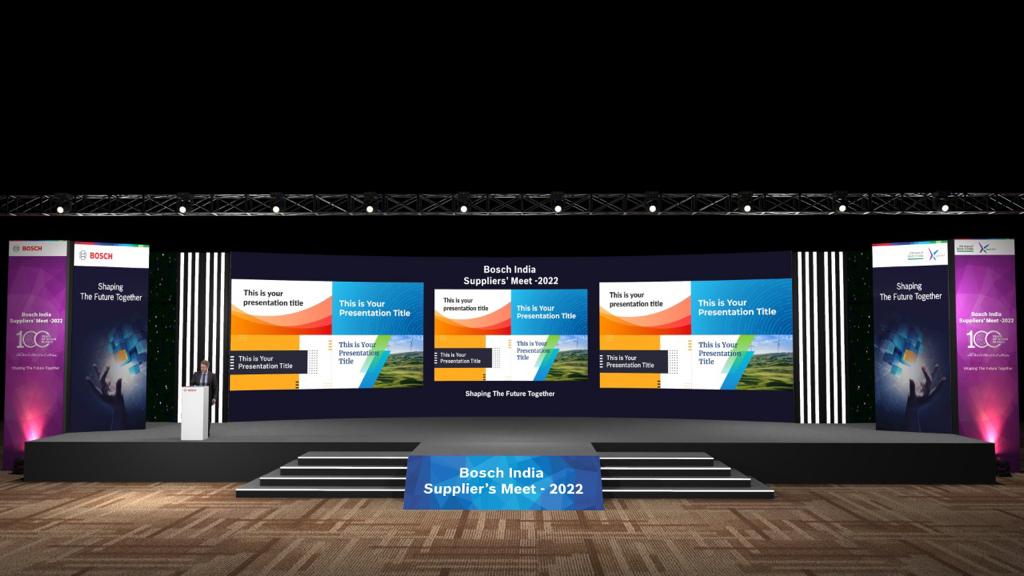 BOSCH
Bosch India
Suppliers' Meet -2022
100
Shaping The Future Together
BOSCH
Shaping
The Future Together
Bosch India
Suppliers' Meet -2022
This is your
presentation title
This is Your
Presentation Title
This is Your
Presentation Title
This is Your
Presentation
Title
This is your
presentation title
This is Your
Presentation Title
This is Your
Presentation Title
This is Your
Presentation
Title
This is your
presentation title
This is Your
Presentation Title
This is Your
Presentation Title
This is Your
Presentation
Title
Shaping The Future Together
BOSCH
Bosch India
Supplier's Meet - 2022
Shaping
The Future Together
Bosch India
Suppliers' Meet -2022
100
Shaping The Future Together